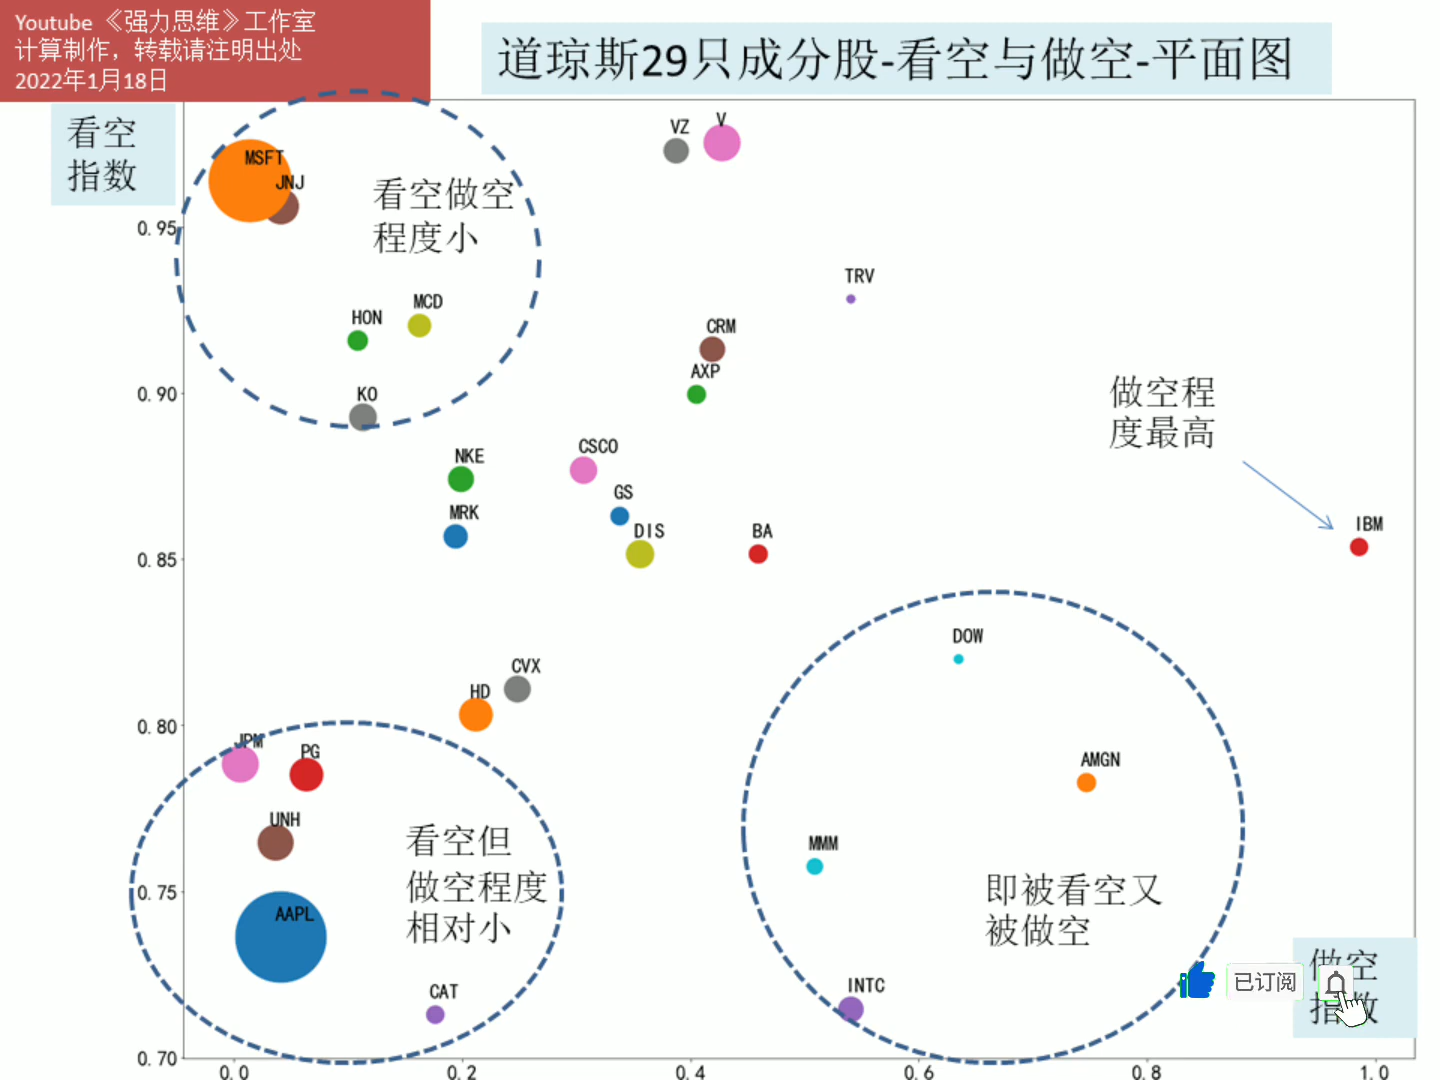 Youtube 《强力思维》工作室
计算制作，转载请注明出处
2022年1月18日
道琼斯29只成分股-看空与做空-平面图
看空
指数
VZ
V
MSFT
JNJ
看空做空
程度小
0.95
TRV
MCD
HON
CRM
AXP
做空程
度最高
0.90
KO
CSCO
NKE
GS
MRK
DIS
BA
IBM
0.85
DOW
CVX
HD
0.80
JPM
PG
AMGN
UNH
看空但
做空程度
相对小
MMM
0.75
即被看空又
被做空
AAPL
CAT
INTC
做空
指数
已订阅
0.70
0.0
0.2
0.4
0.6
0.8
1.0